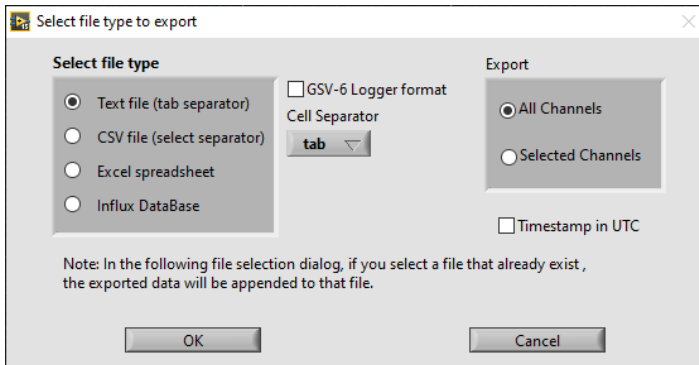 Select file type to export
Select file type
Text file (tab separator)
CSV file (select separator)
Excel spreadsheet
Influx DataBase
GSV-6 Logger format
Cell Separator
tab
Export
All Channels
Selected Channels
Timestamp in UTC
Note: In the following file selection dialog, if you select a file that already exist ,
the exported data will be appended to that file.
OK
Cancel